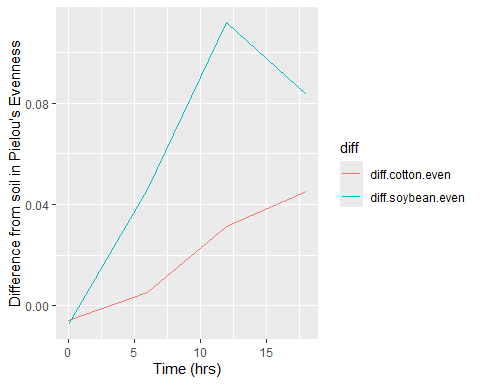 Difference from soil in Pielou's Evenness
0.08
0.04
0.00
0
5
10
15
Time (hrs)
diff
diff.cotton.even
diff.soybean.even